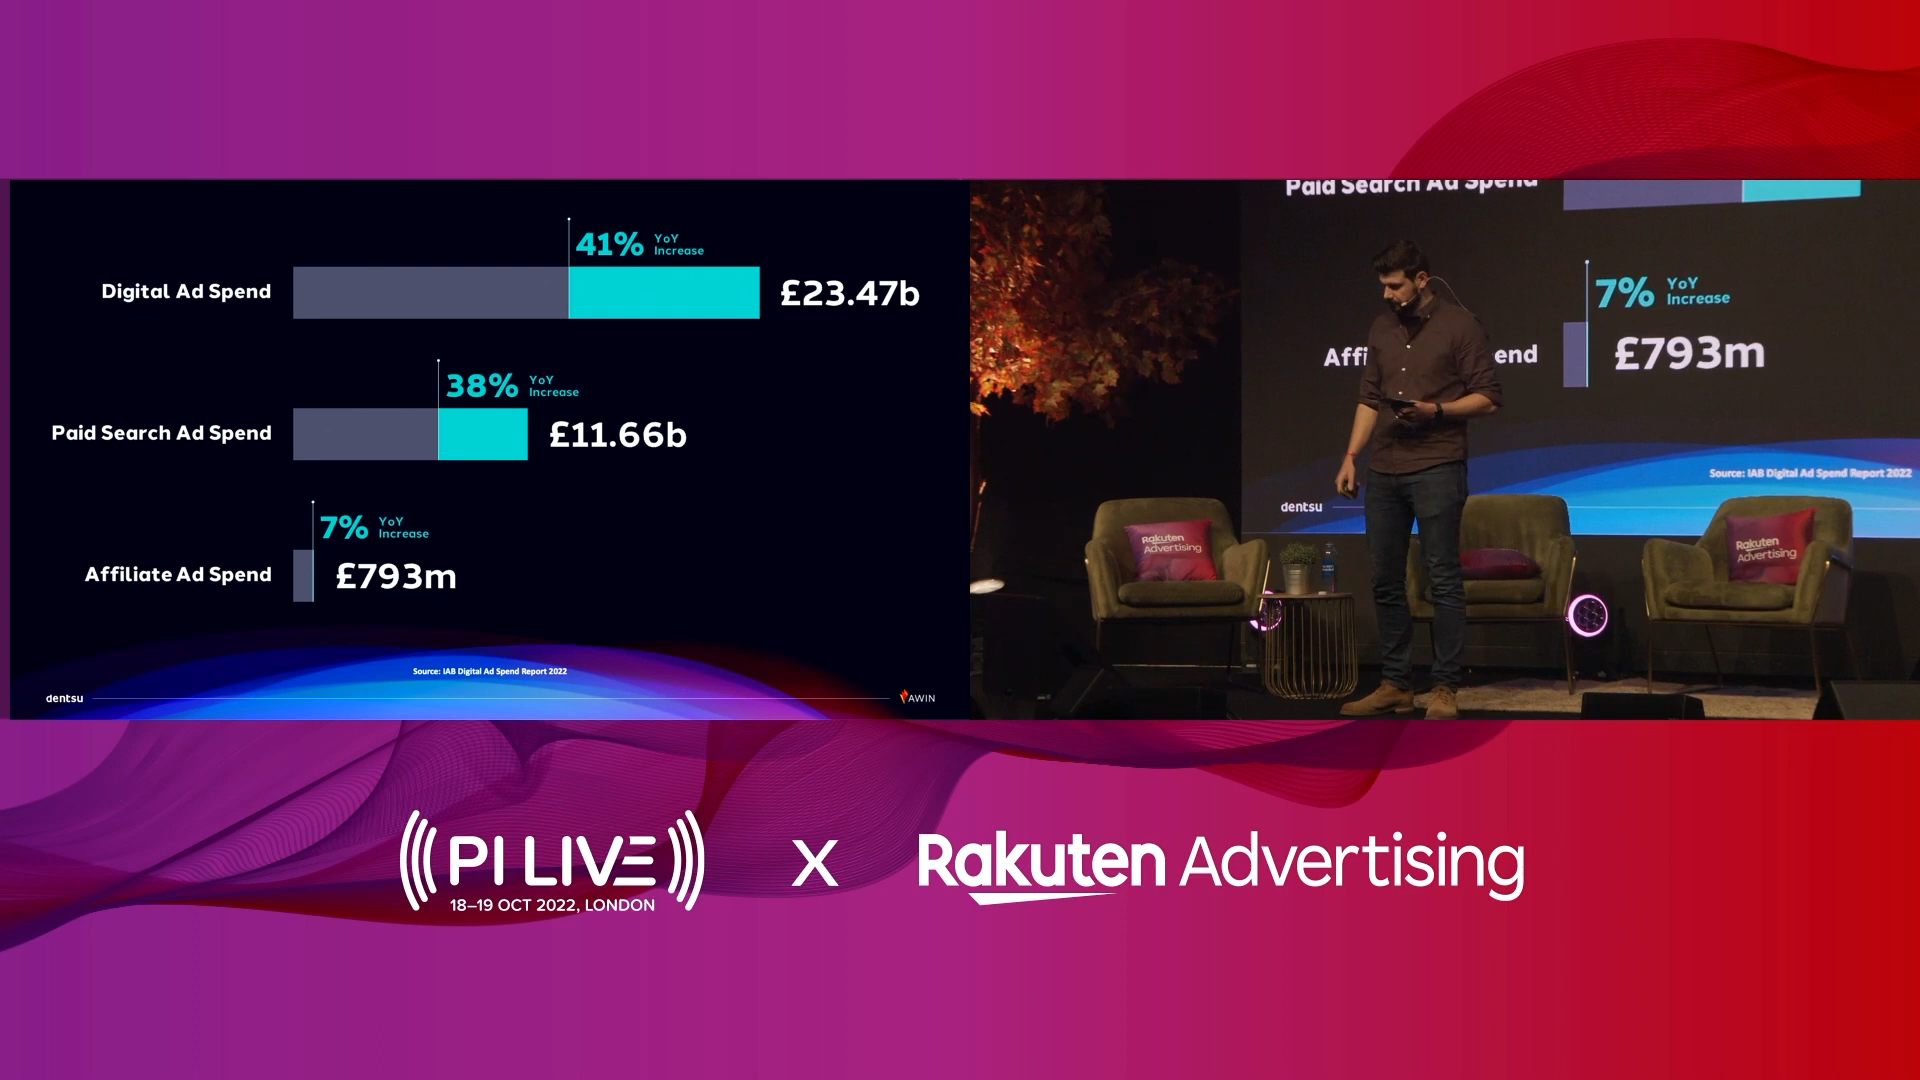 41% YoY Increase
Digital Ad Spend
£23.47b
38% YoY Increase
Paid Search Ad Spend
£11.66b
7% YoY Increase
Affiliate Ad Spend
£793m
Source: IAB Digital Ad Spend Report 2022
dentsu
AWIN
Paid Search Ad Spend
7% YoY Increase
Affi
end
£793m
Source: IAB Digital Ad Spend Report 2022
dentsu
Rakuten
Advertising
Rakuten
Advertising
PI LIVE
18–19 OCT 2022, LONDON
X
Rakuten Advertising